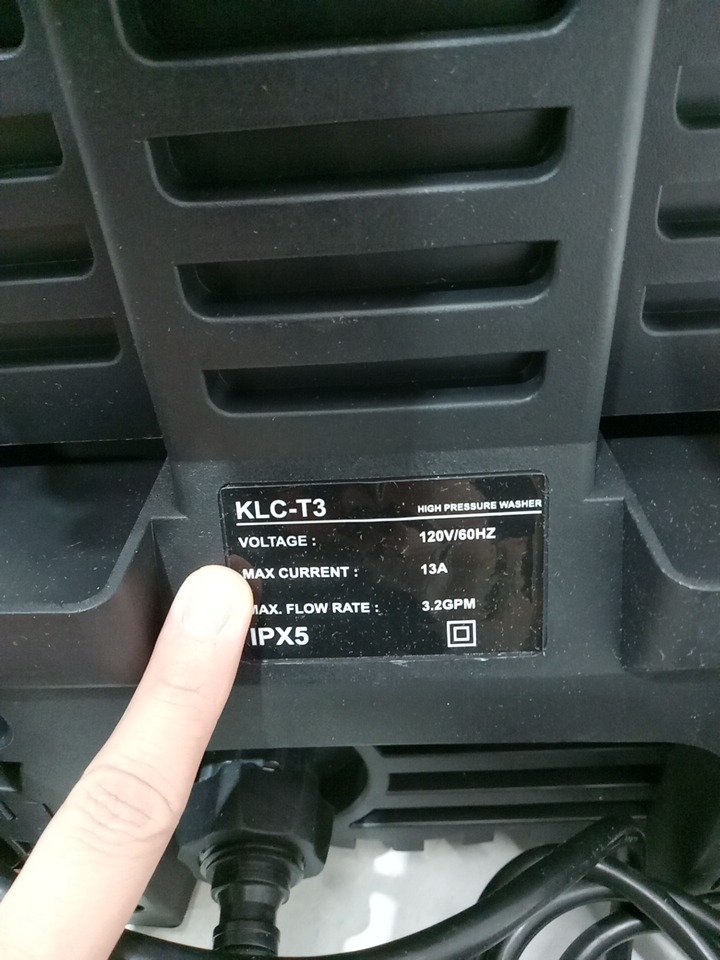 KLC-T3 HIGH PRESSURE WASHER
VOLTAGE : 120V/60HZ
MAX CURRENT : 13A
MAX. FLOW RATE : 3.2GPM
IPX5